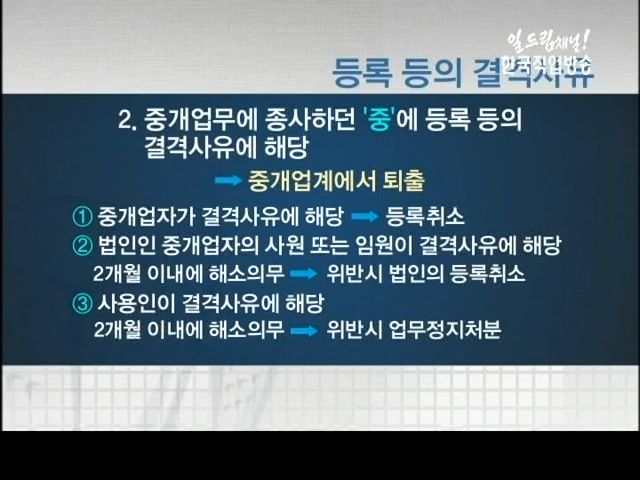 일드림채널!
한국직업방송
등록 등의 결격사유
2. 중개업무에 종사하던 '중'에 등록 등의
결격사유에 해당
➡ 중개업계에서 퇴출
① 중개업자가 결격사유에 해당 ➡ 등록취소
② 법인인 중개업자의 사원 또는 임원이 결격사유에 해당
2개월 이내에 해소의무 ➡ 위반시 법인의 등록취소
③ 사용인이 결격사유에 해당
2개월 이내에 해소의무 ➡ 위반시 업무정지처분